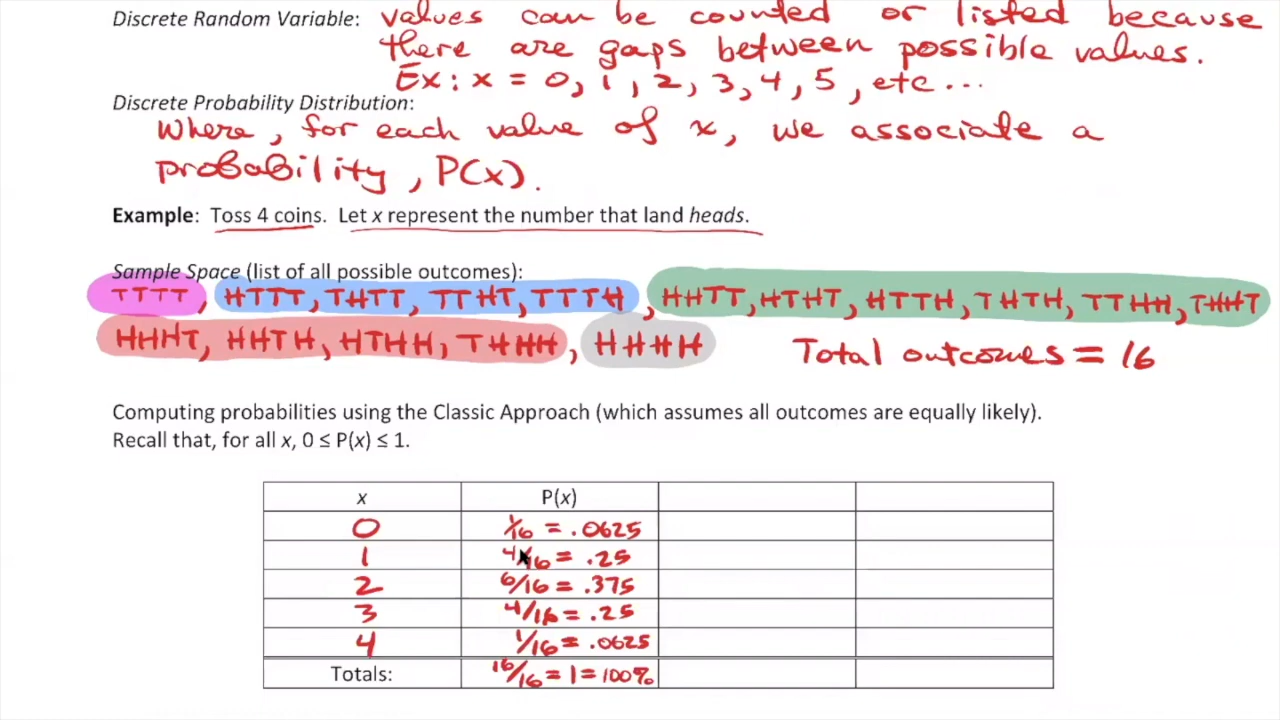 Discrete Random Variable: values can be counted or listed because
there are gaps between possible values.
Ex: x = 0, 1, 2, 3, 4, 5, etc...
Discrete Probability Distribution:
Where, for each value of x, we associate a
probability, P(x).
Example: Toss 4 coins. Let x represent the number that land heads.
Sample Space (list of all possible outcomes):
TTTT, HTTT, THTT, TTHT, TTTH, HHTT, HTHT, HTTH, THTH, TTHH, THHT
HHHT, HHTH, HTHH, THHH, HHHH Total outcomes = 16
Computing probabilities using the Classic Approach (which assumes all outcomes are equally likely).
Recall that, for all x, 0 ≤ P(x) ≤ 1.
x P(x)
0 1/16 = .0625
1 4/16 = .25
2 6/16 = .375
3 4/16 = .25
4 1/16 = .0625
Totals: 16/16 = 1 = 100%